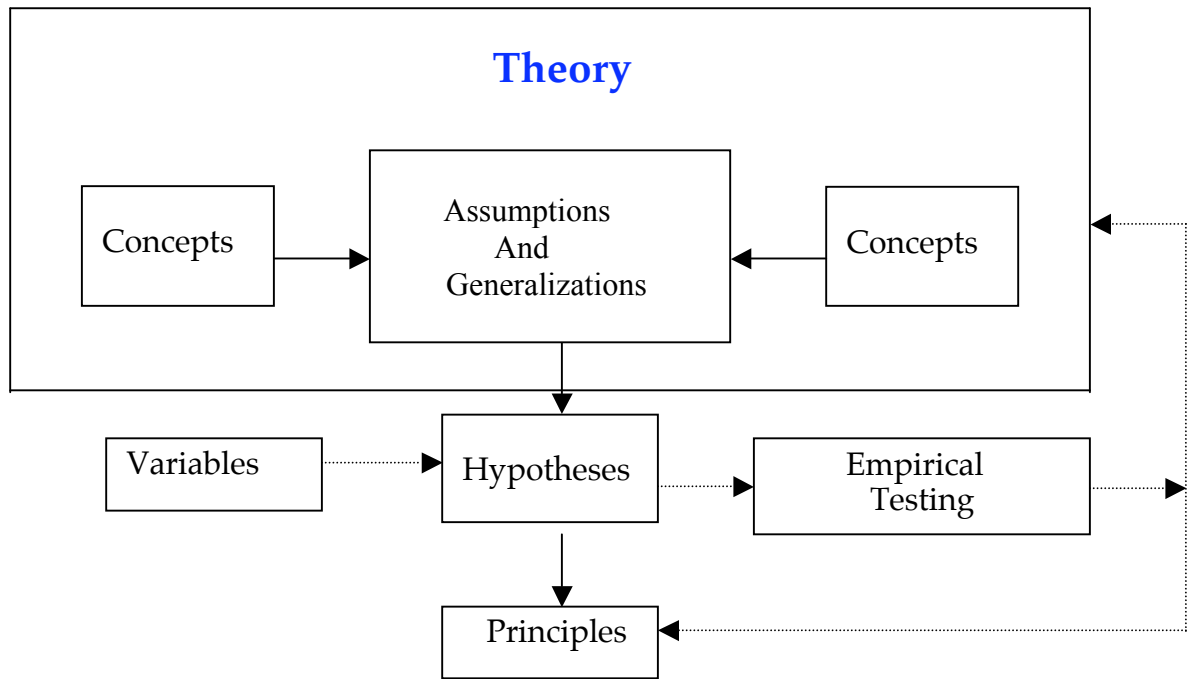 Theory
Concepts
Assumptions
And
Generalizations
Concepts
Variables
Hypotheses
Empirical
Testing
Principles